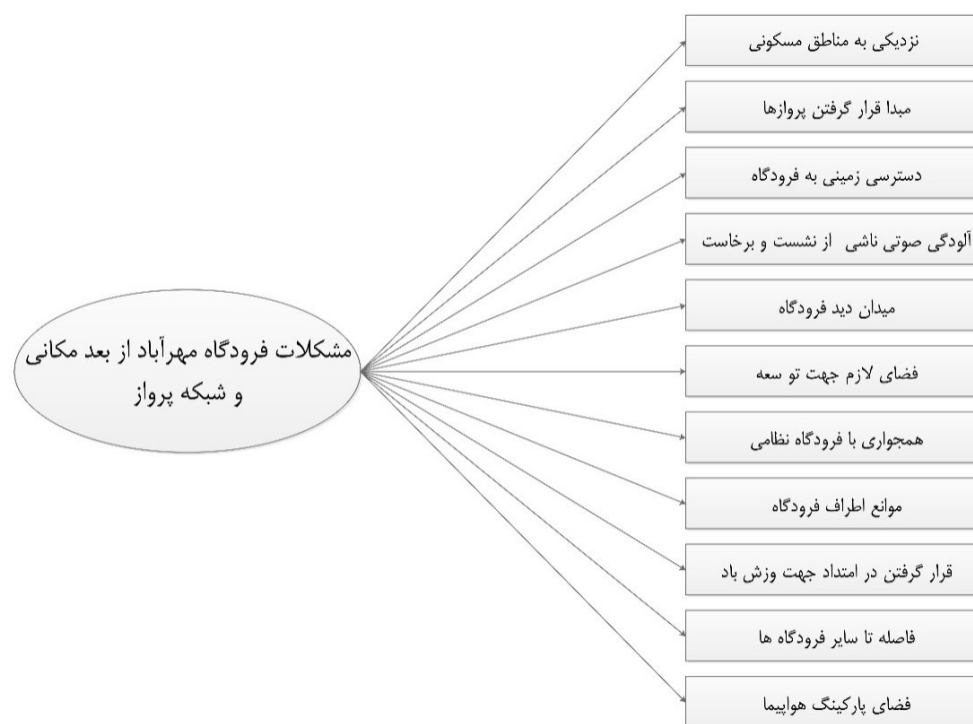 نزدیکی به مناطق مسکونی
مبدا قرار گرفتن پروازها
دسترسی زمینی به فرودگاه
آلودگی صوتی ناشی از نشست و برخاست
میدان دید فرودگاه
مشکلات فرودگاه مهرآباد از بعد مکانی
و شبکه پرواز
فضای لازم جهت تو سعه
همجواری با فرودگاه نظامی
موانع اطراف فرودگاه
قرار گرفتن در امتداد جهت وزش باد
فاصله تا سایر فرودگاه ها
فضای پارکینگ هواپیما